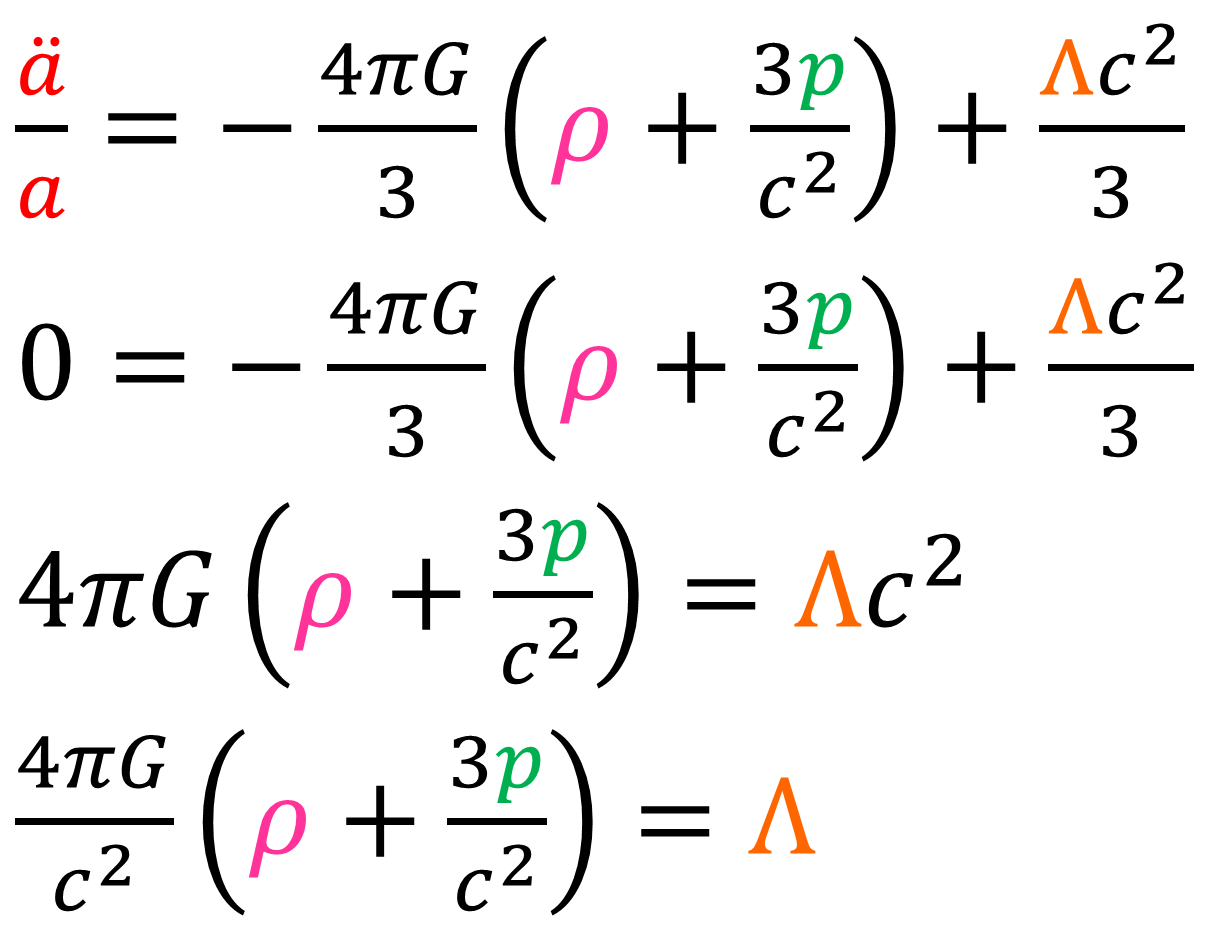 ä/a = − 4πG/3 (ρ + 3p/c²) + Λc²/3
0 = − 4πG/3 (ρ + 3p/c²) + Λc²/3
4πG (ρ + 3p/c²) = Λc²
4πG/c² (ρ + 3p/c²) = Λ